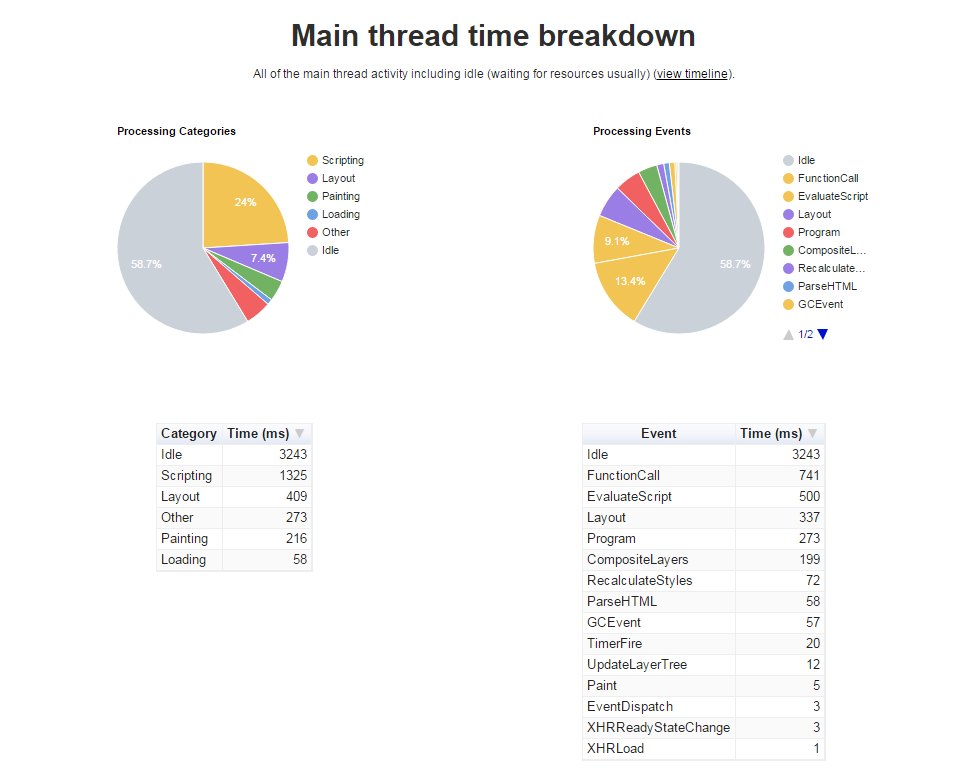 Main thread time breakdown
All of the main thread activity including idle (waiting for resources usually) (view timeline).
Processing Categories
24%
7.4%
58.7%
Scripting
Layout
Painting
Loading
Other
Idle
Processing Events
9.1%
13.4%
58.7%
Idle
FunctionCall
EvaluateScript
Layout
Program
CompositeL...
Recalculate...
ParseHTML
GCEvent
1/2
Category Time (ms)
Idle 3243
Scripting 1325
Layout 409
Other 273
Painting 216
Loading 58
Event Time (ms)
Idle 3243
FunctionCall 741
EvaluateScript 500
Layout 337
Program 273
CompositeLayers 199
RecalculateStyles 72
ParseHTML 58
GCEvent 57
TimerFire 20
UpdateLayerTree 12
Paint 5
EventDispatch 3
XHRReadyStateChange 3
XHRLoad 1